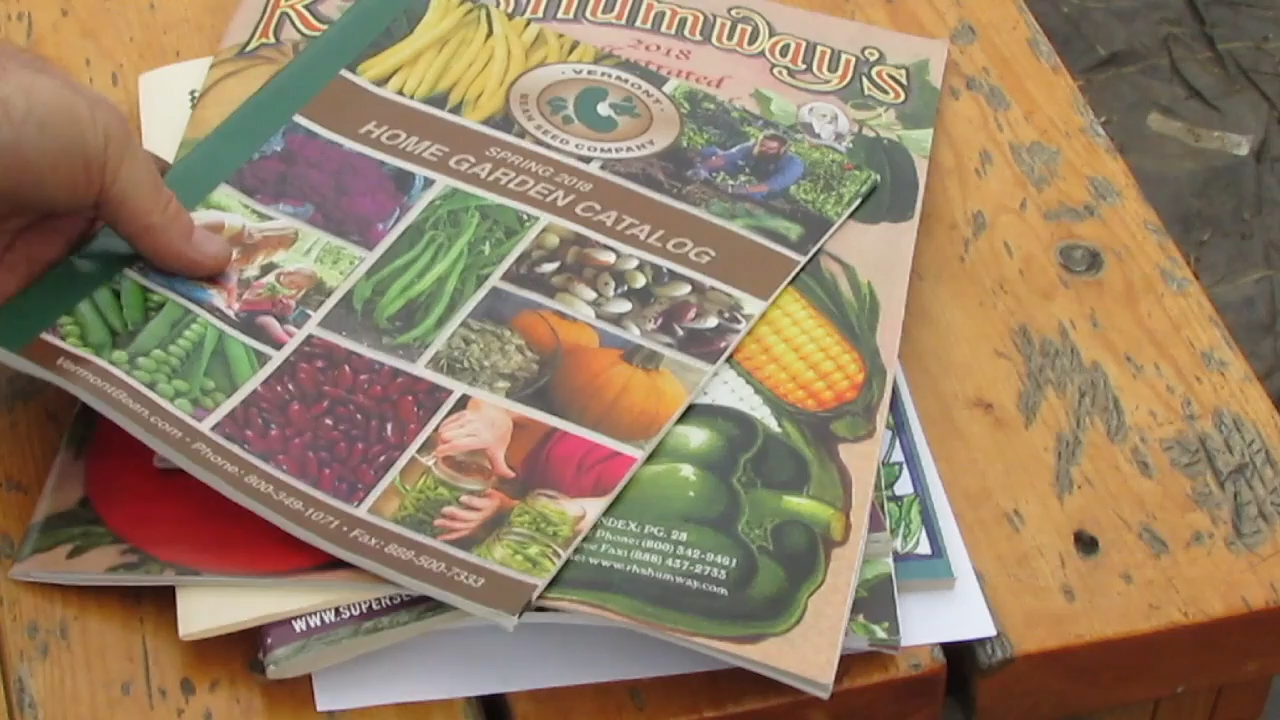 Shumway's
2018
Illustrated
VERMONT
BEAN SEED COMPANY
SPRING 2018
HOME GARDEN CATALOG
VermontBean.com • Phone: 800-349-1071 • Fax: 888-500-7333
INDEX: PG. 28
Phone: (800) 342-9461
Fax: (888) 437-2733
www.rhshumway.com
WWW.SUPERSE